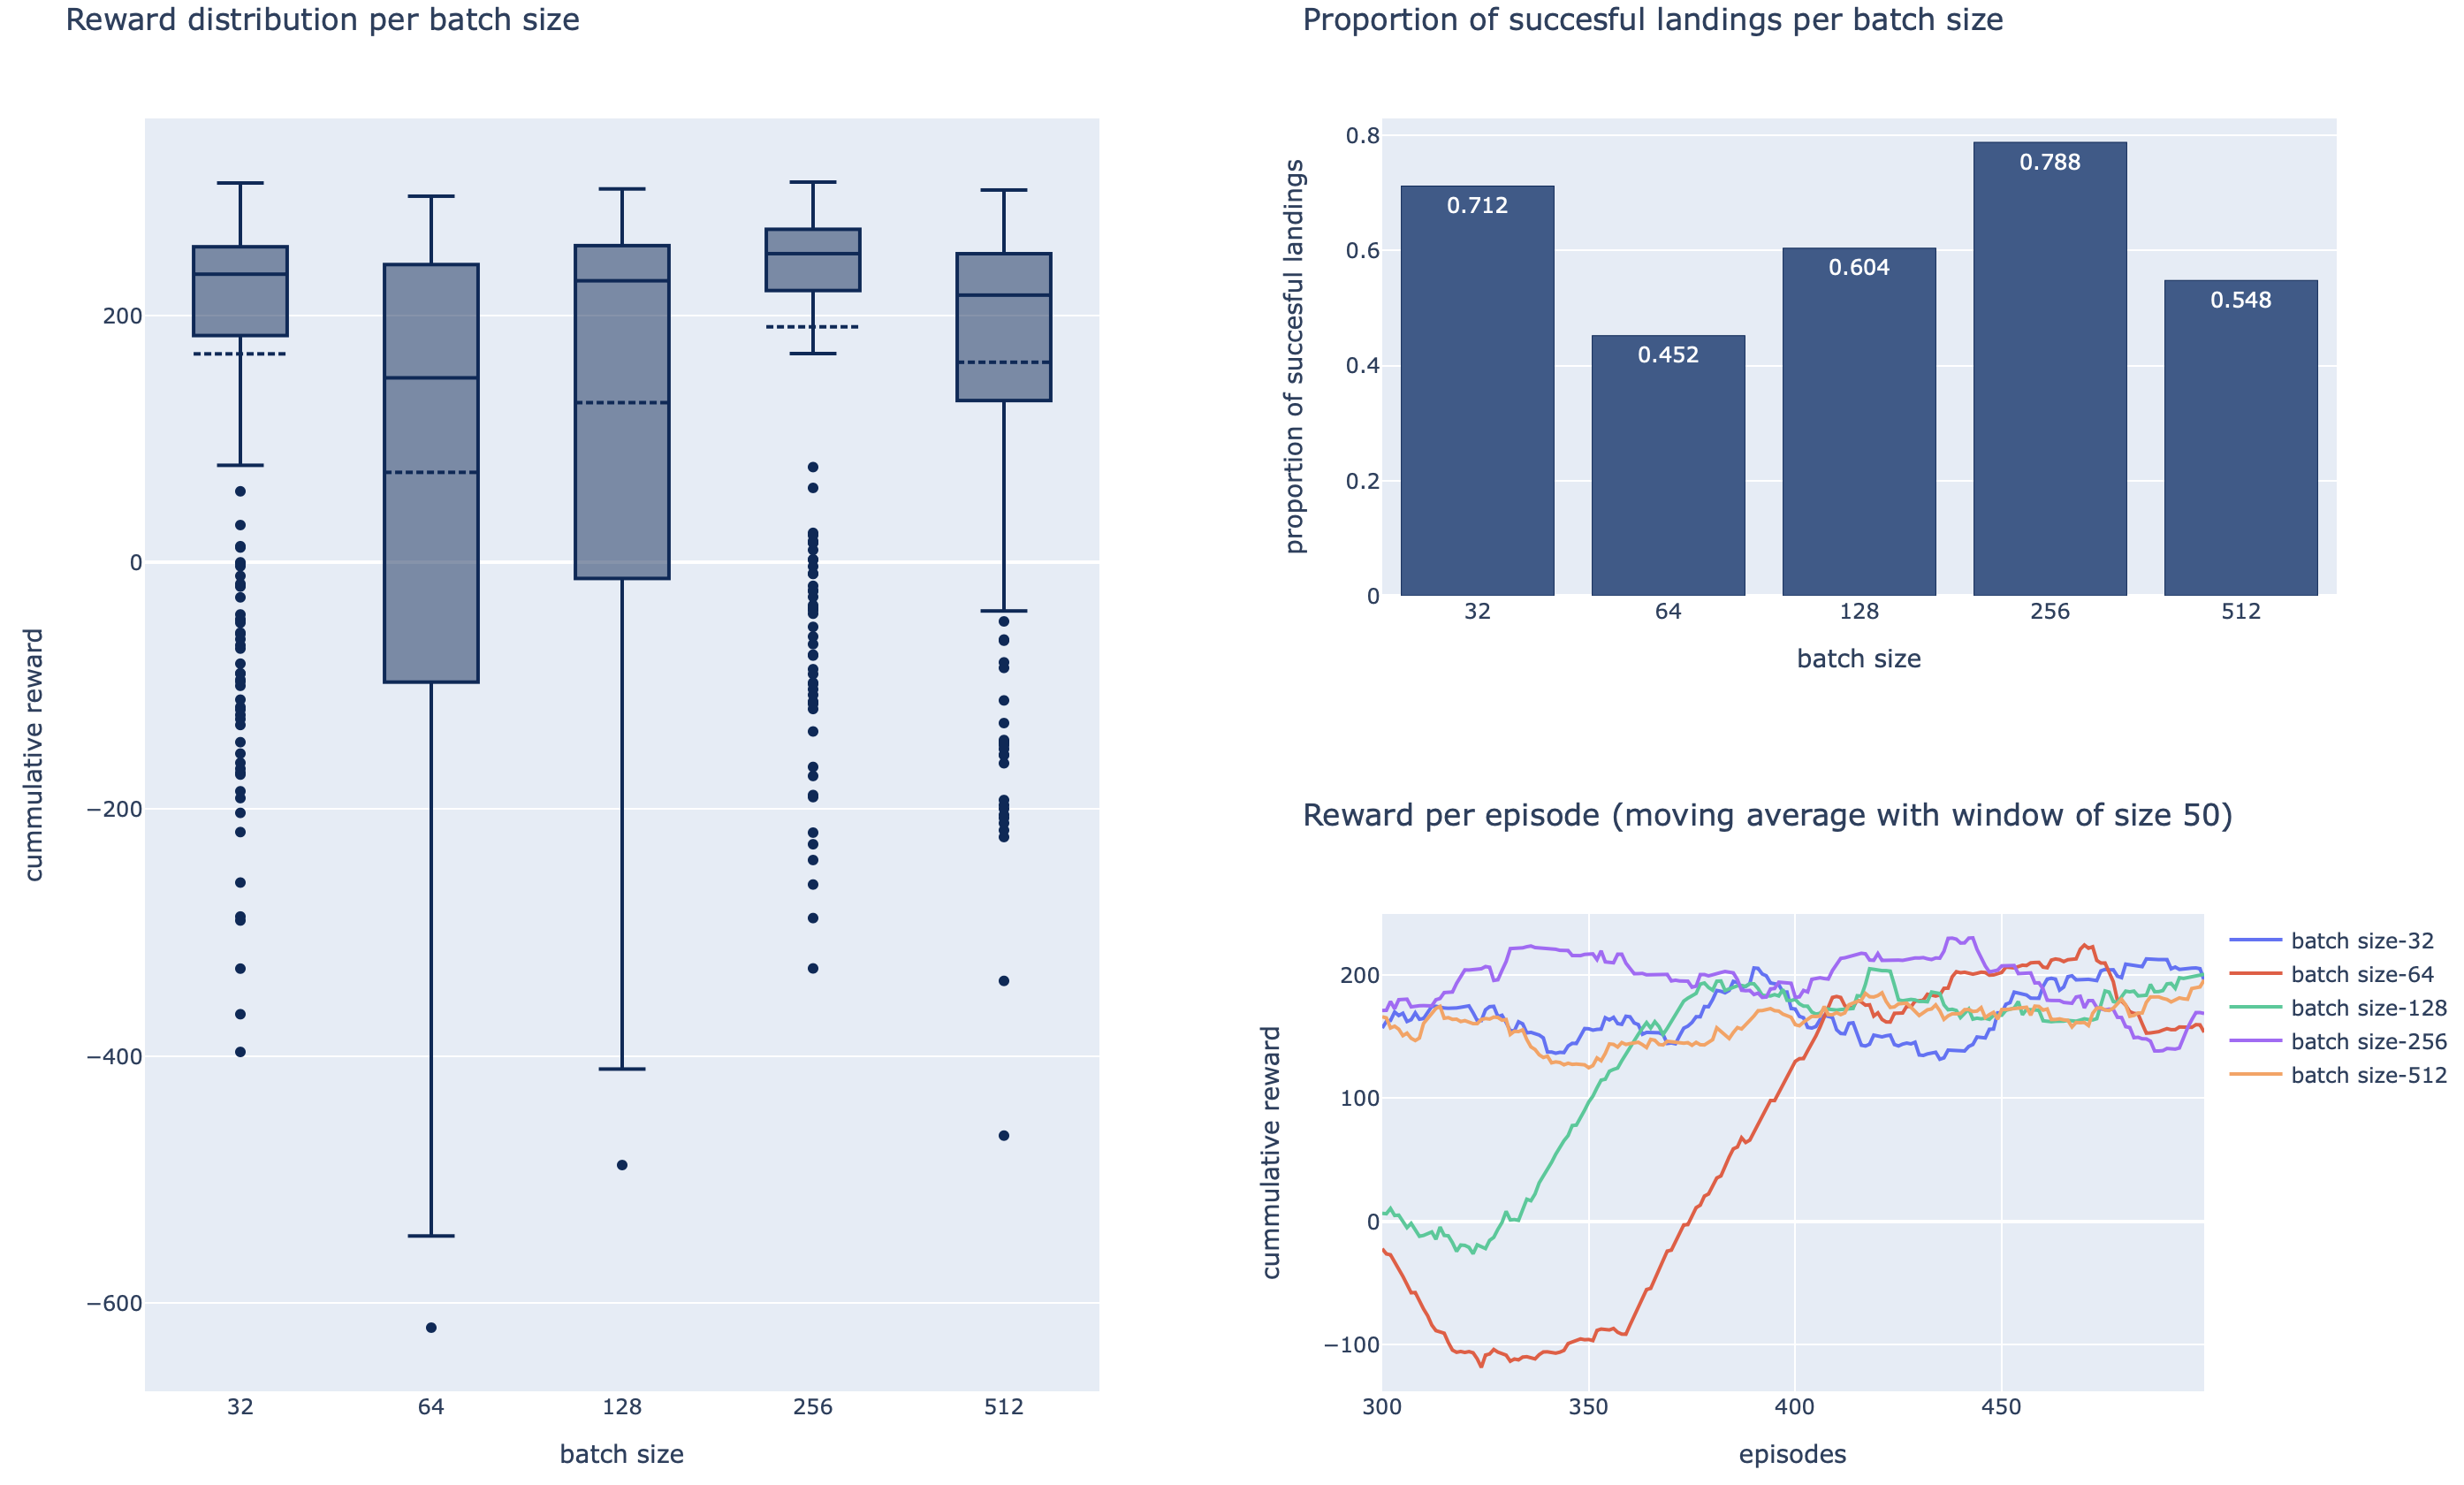 Reward distribution per batch size
cummulative reward
200
0
−200
−400
−600
32 64 128 256 512
batch size
Proportion of succesful landings per batch size
proportion of succesful landings
0.8
0.6
0.4
0.2
0
0.712
0.452
0.604
0.788
0.548
32 64 128 256 512
batch size
Reward per episode (moving average with window of size 50)
cummulative reward
200
100
0
−100
300 350 400 450
episodes
batch size-32
batch size-64
batch size-128
batch size-256
batch size-512